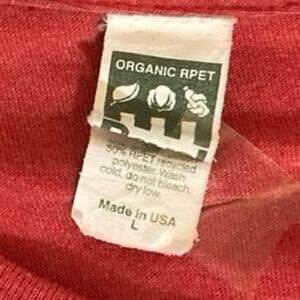 ORGANIC RPET
50% RPET recycled
polyester. Wash
cold, do not bleach,
dry low.
Made in USA
L